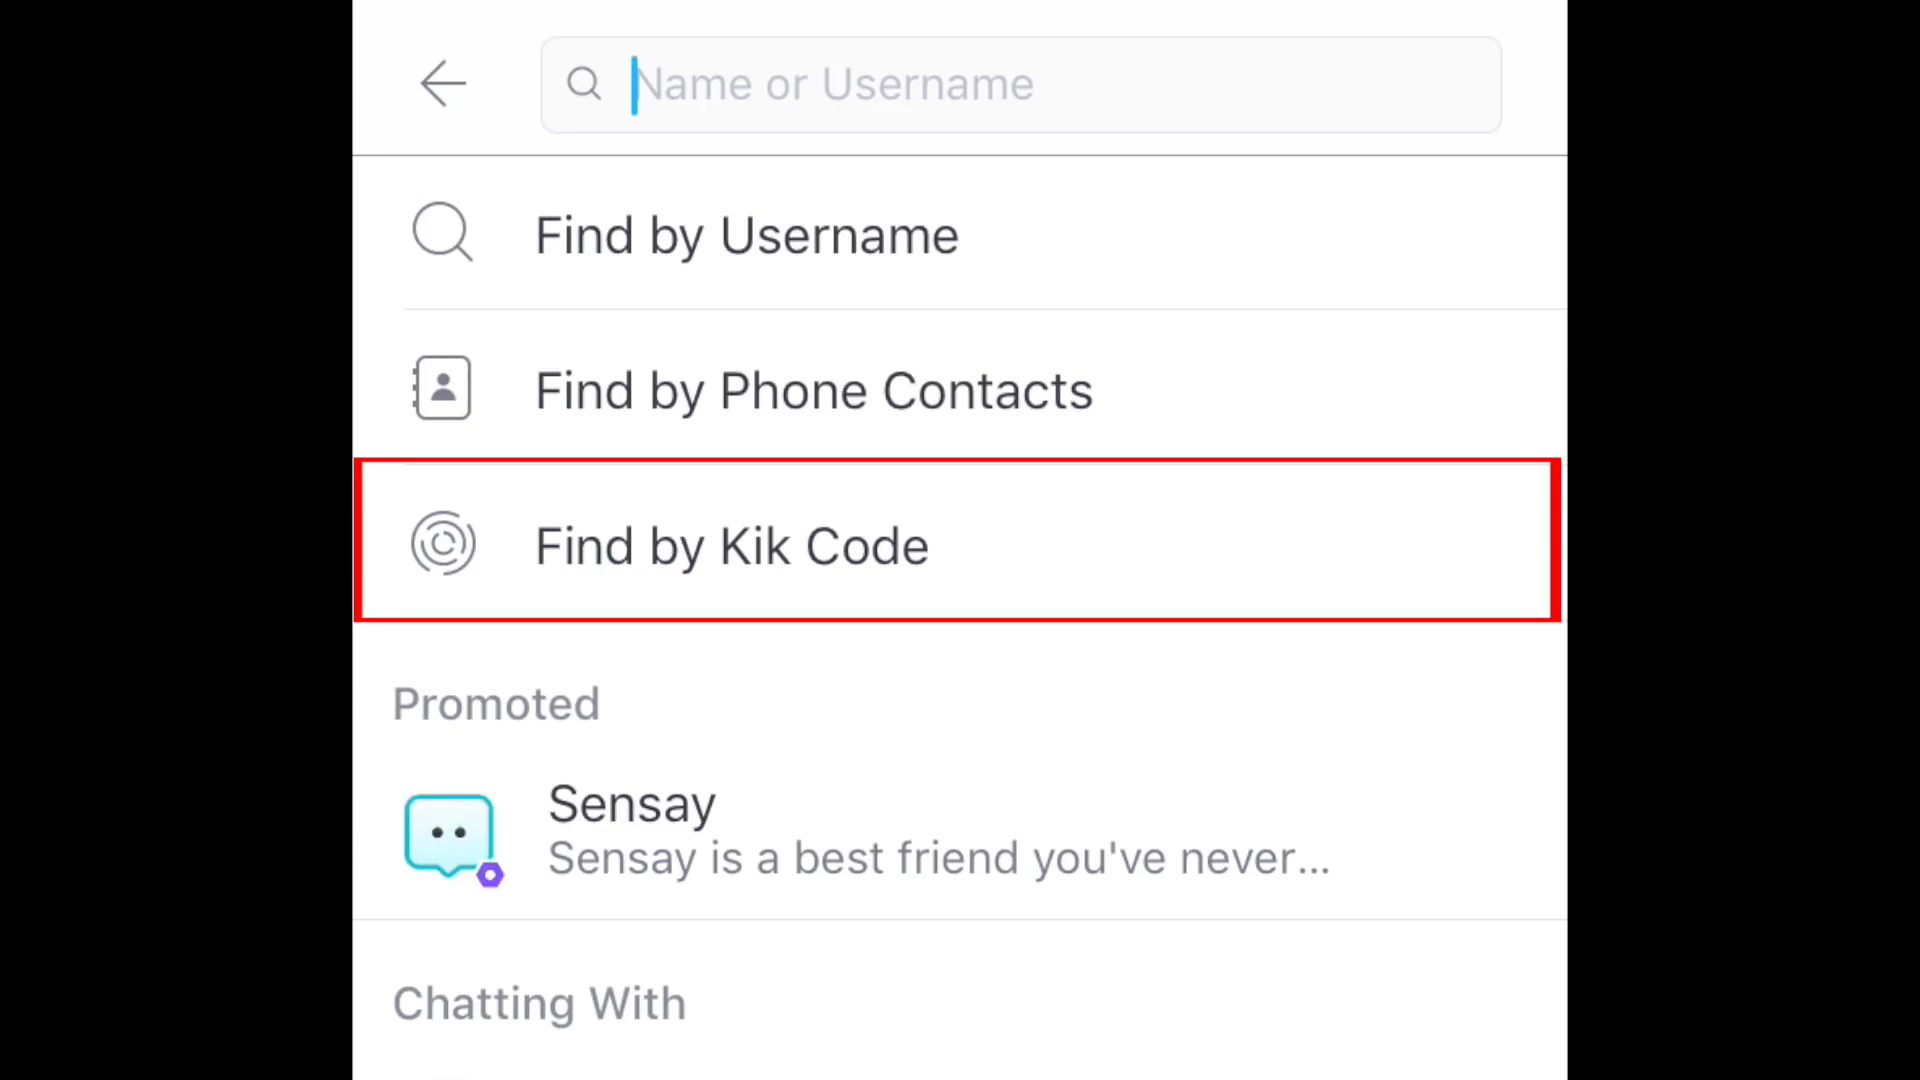 Name or Username
Find by Username
Find by Phone Contacts
Find by Kik Code
Promoted
Sensay
Sensay is a best friend you've never...
Chatting With